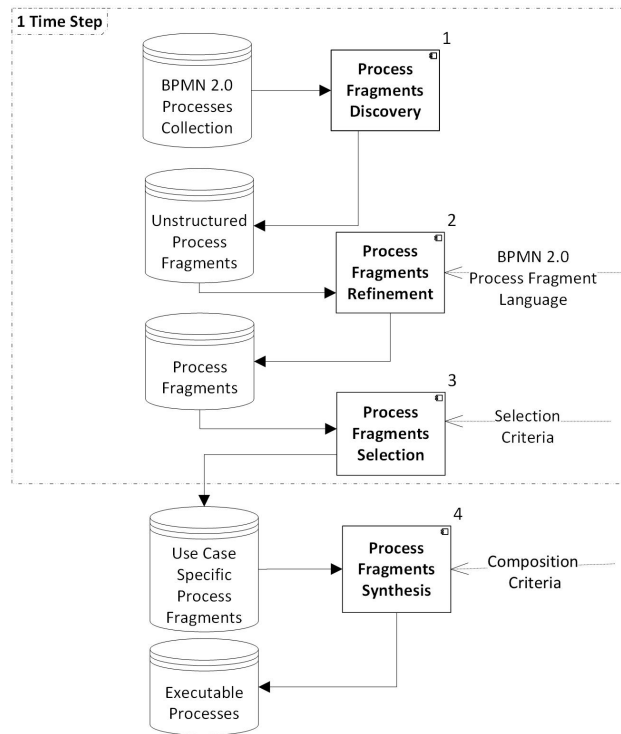 1 Time Step
1
BPMN 2.0
Processes
Collection
Process
Fragments
Discovery
Unstructured
Process
Fragments
2
Process
Fragments
Refinement
BPMN 2.0
Process Fragment
Language
Process
Fragments
3
Process
Fragments
Selection
Selection
Criteria
4
Use Case
Specific
Process
Fragments
Process
Fragments
Synthesis
Composition
Criteria
Executable
Processes